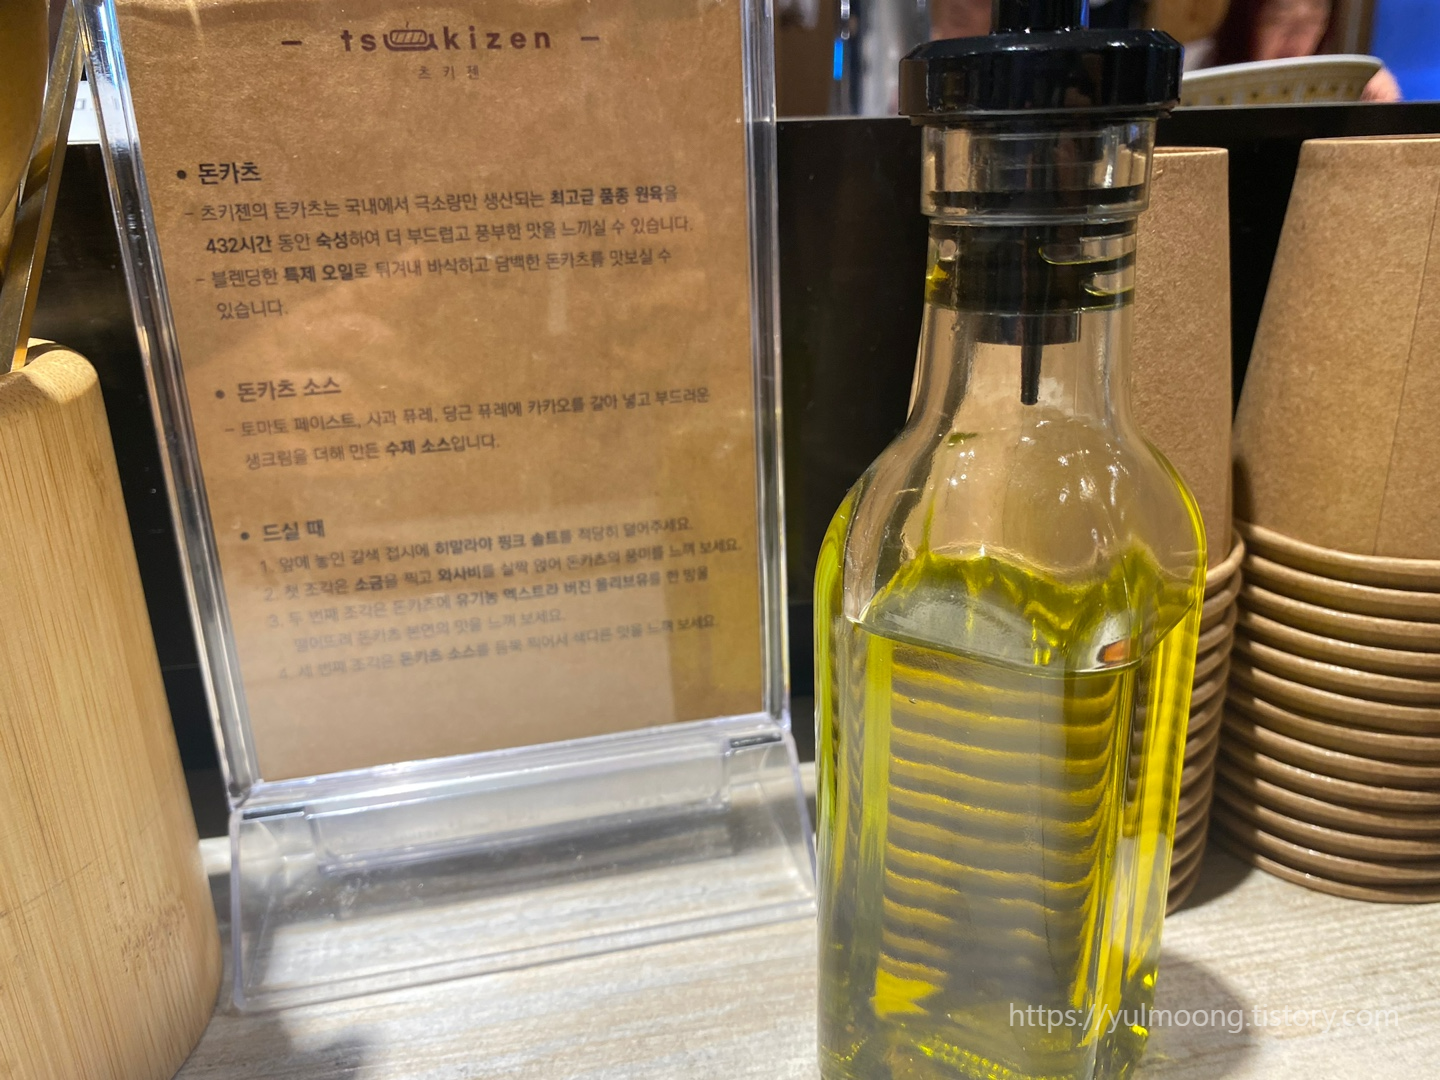 – tsukizen –
츠키젠
• 돈카츠
– 츠키젠의 돈카츠는 국내에서 극소량만 생산되는 최고급 품종 원육을
432시간 동안 숙성하여 더 부드럽고 풍부한 맛을 느끼실 수 있습니다.
– 블렌딩한 특제 오일로 튀겨내 바삭하고 담백한 돈카츠를 맛보실 수
있습니다.
• 돈카츠 소스
– 토마토 페이스트, 사과 퓨레, 당근 퓨레에 카카오를 갈아 넣고 부드러운
생크림을 더해 만든 수제 소스입니다.
• 드실 때
1. 앞에 놓인 갈색 접시에 히말라야 핑크 솔트를 적당히 덜어주세요.
2. 첫 조각은 소금을 찍고 와사비를 살짝 얹어 돈카츠의 풍미를 느껴 보세요.
3. 두 번째 조각은 돈카츠에 유기농 엑스트라 버진 올리브유를 한 방울
떨어뜨려 돈카츠 본연의 맛을 느껴 보세요.
4. 세 번째 조각은 돈카츠 소스를 듬뿍 찍어서 색다른 맛을 느껴 보세요.
https://yulmoong.tistory.com